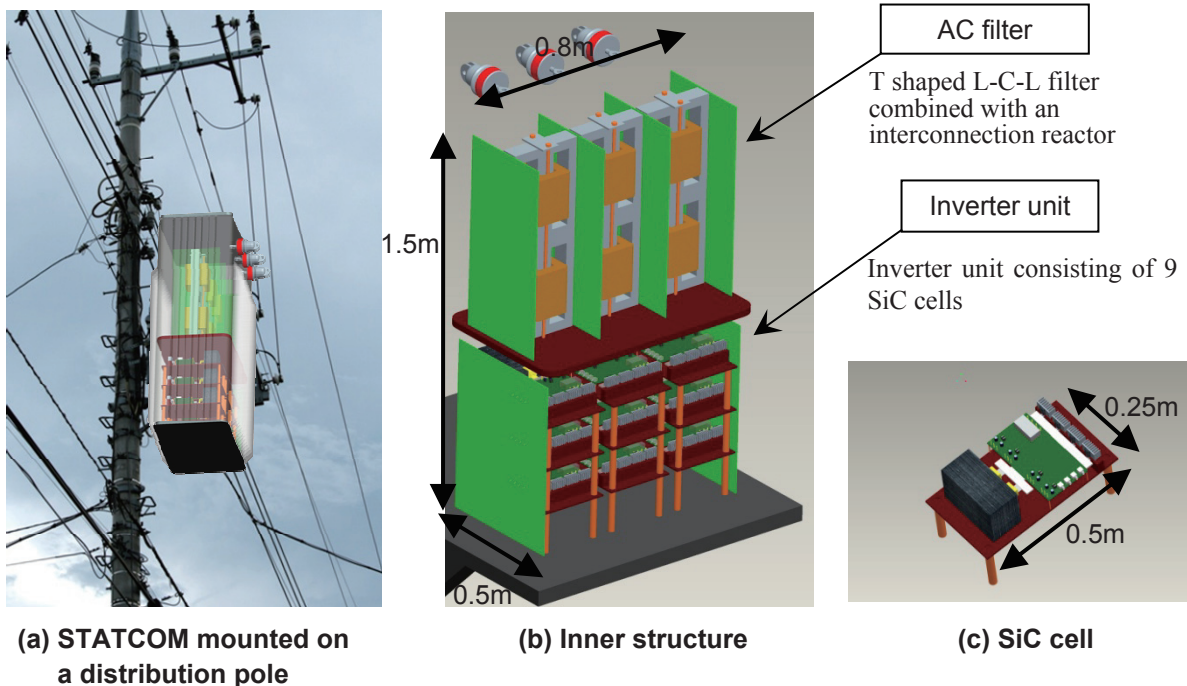 0.8m
1.5m
0.5m
AC filter
T shaped L-C-L filter
combined with an
interconnection reactor
Inverter unit
Inverter unit consisting of 9
SiC cells
0.25m
0.5m
(a) STATCOM mounted on
a distribution pole
(b) Inner structure
(c) SiC cell